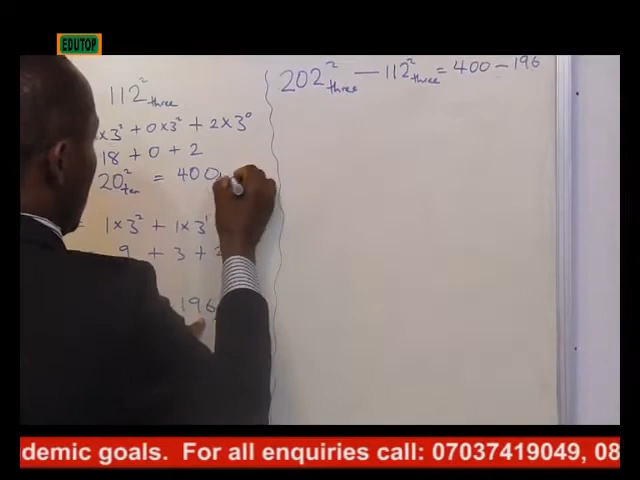 EDUTOP
112²three
×3² + 0×3² + 2×3⁰
18 + 0 + 2
20²ten = 400
1×3² + 1×3¹
9 + 3 +
196
202²three — 112²three = 400 — 196
demic goals. For all enquiries call: 07037419049, 08